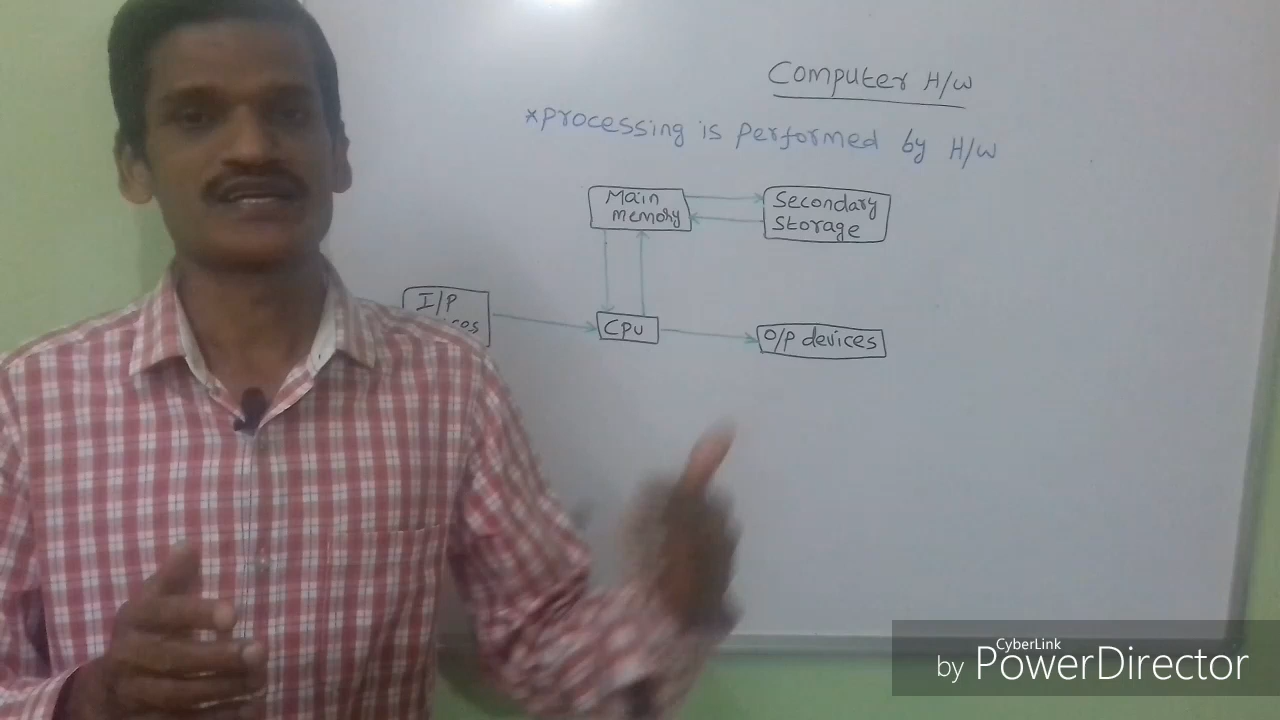 Computer H/W
*processing is performed by H/W
Main
memory
Secondary
storage
I/P
CPU
O/P devices
CyberLink
by PowerDirector